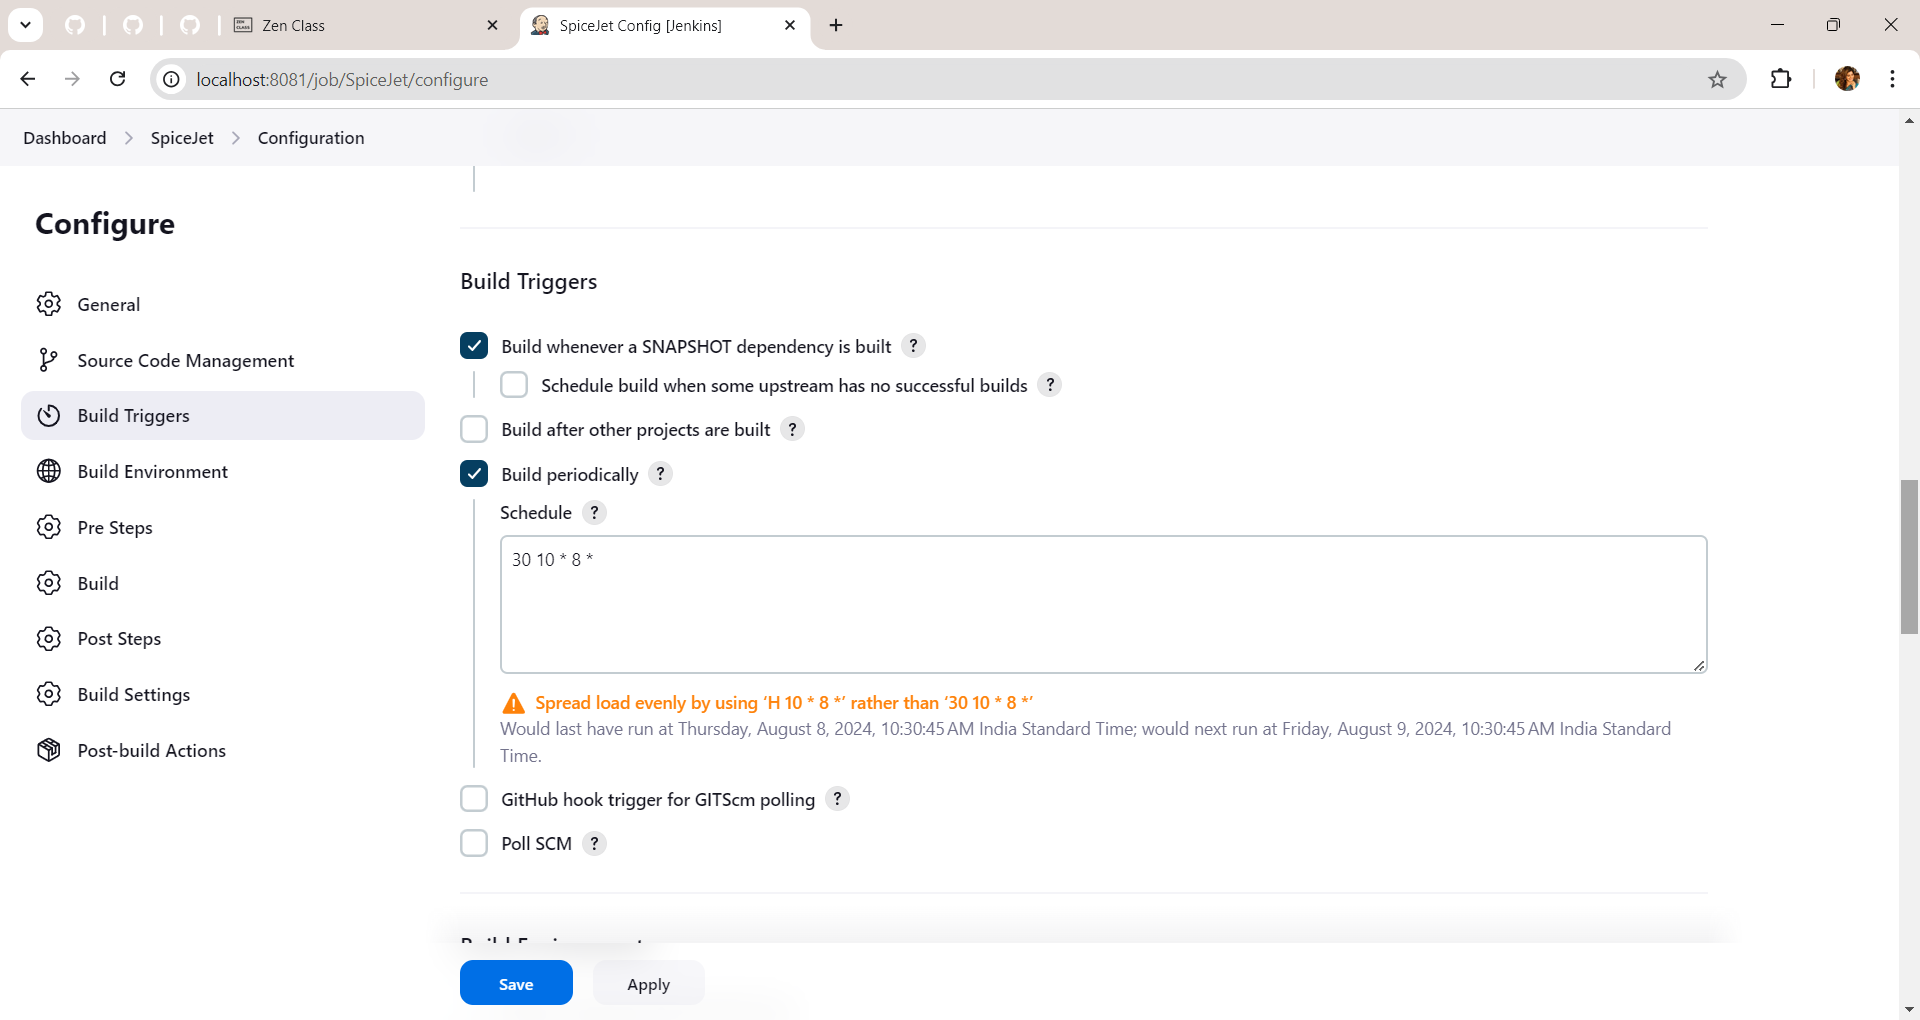 Zen Class
SpiceJet Config [Jenkins]
localhost:8081/job/SpiceJet/configure
Dashboard
SpiceJet
Configuration
Configure
General
Source Code Management
Build Triggers
Build Environment
Pre Steps
Build
Post Steps
Build Settings
Post-build Actions
Build Triggers
Build whenever a SNAPSHOT dependency is built ?
Schedule build when some upstream has no successful builds ?
Build after other projects are built ?
Build periodically ?
Schedule ?
30 10 * 8 *
Spread load evenly by using ‘H 10 * 8 *’ rather than ‘30 10 * 8 *’
Would last have run at Thursday, August 8, 2024, 10:30:45 AM India Standard Time; would next run at Friday, August 9, 2024, 10:30:45 AM India Standard
Time.
GitHub hook trigger for GITScm polling ?
Poll SCM ?
Save
Apply